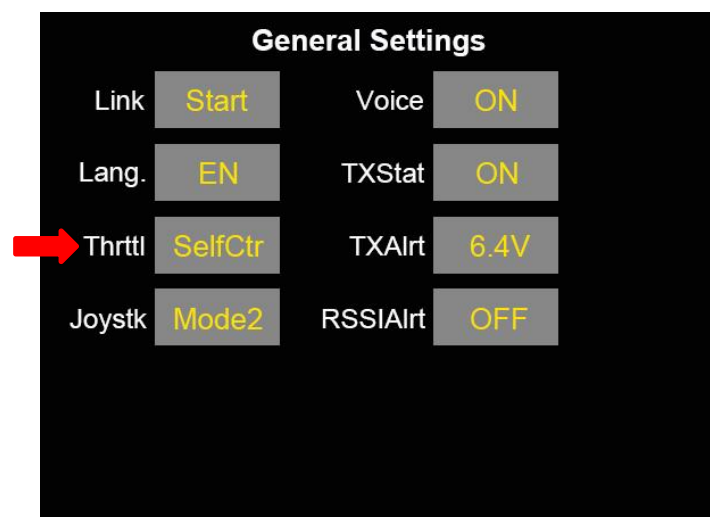 General Settings
Link Start Voice ON
Lang. EN TXStat ON
Thrttl SelfCtr TXAlrt 6.4V
Joystk Mode2 RSSIAlrt OFF